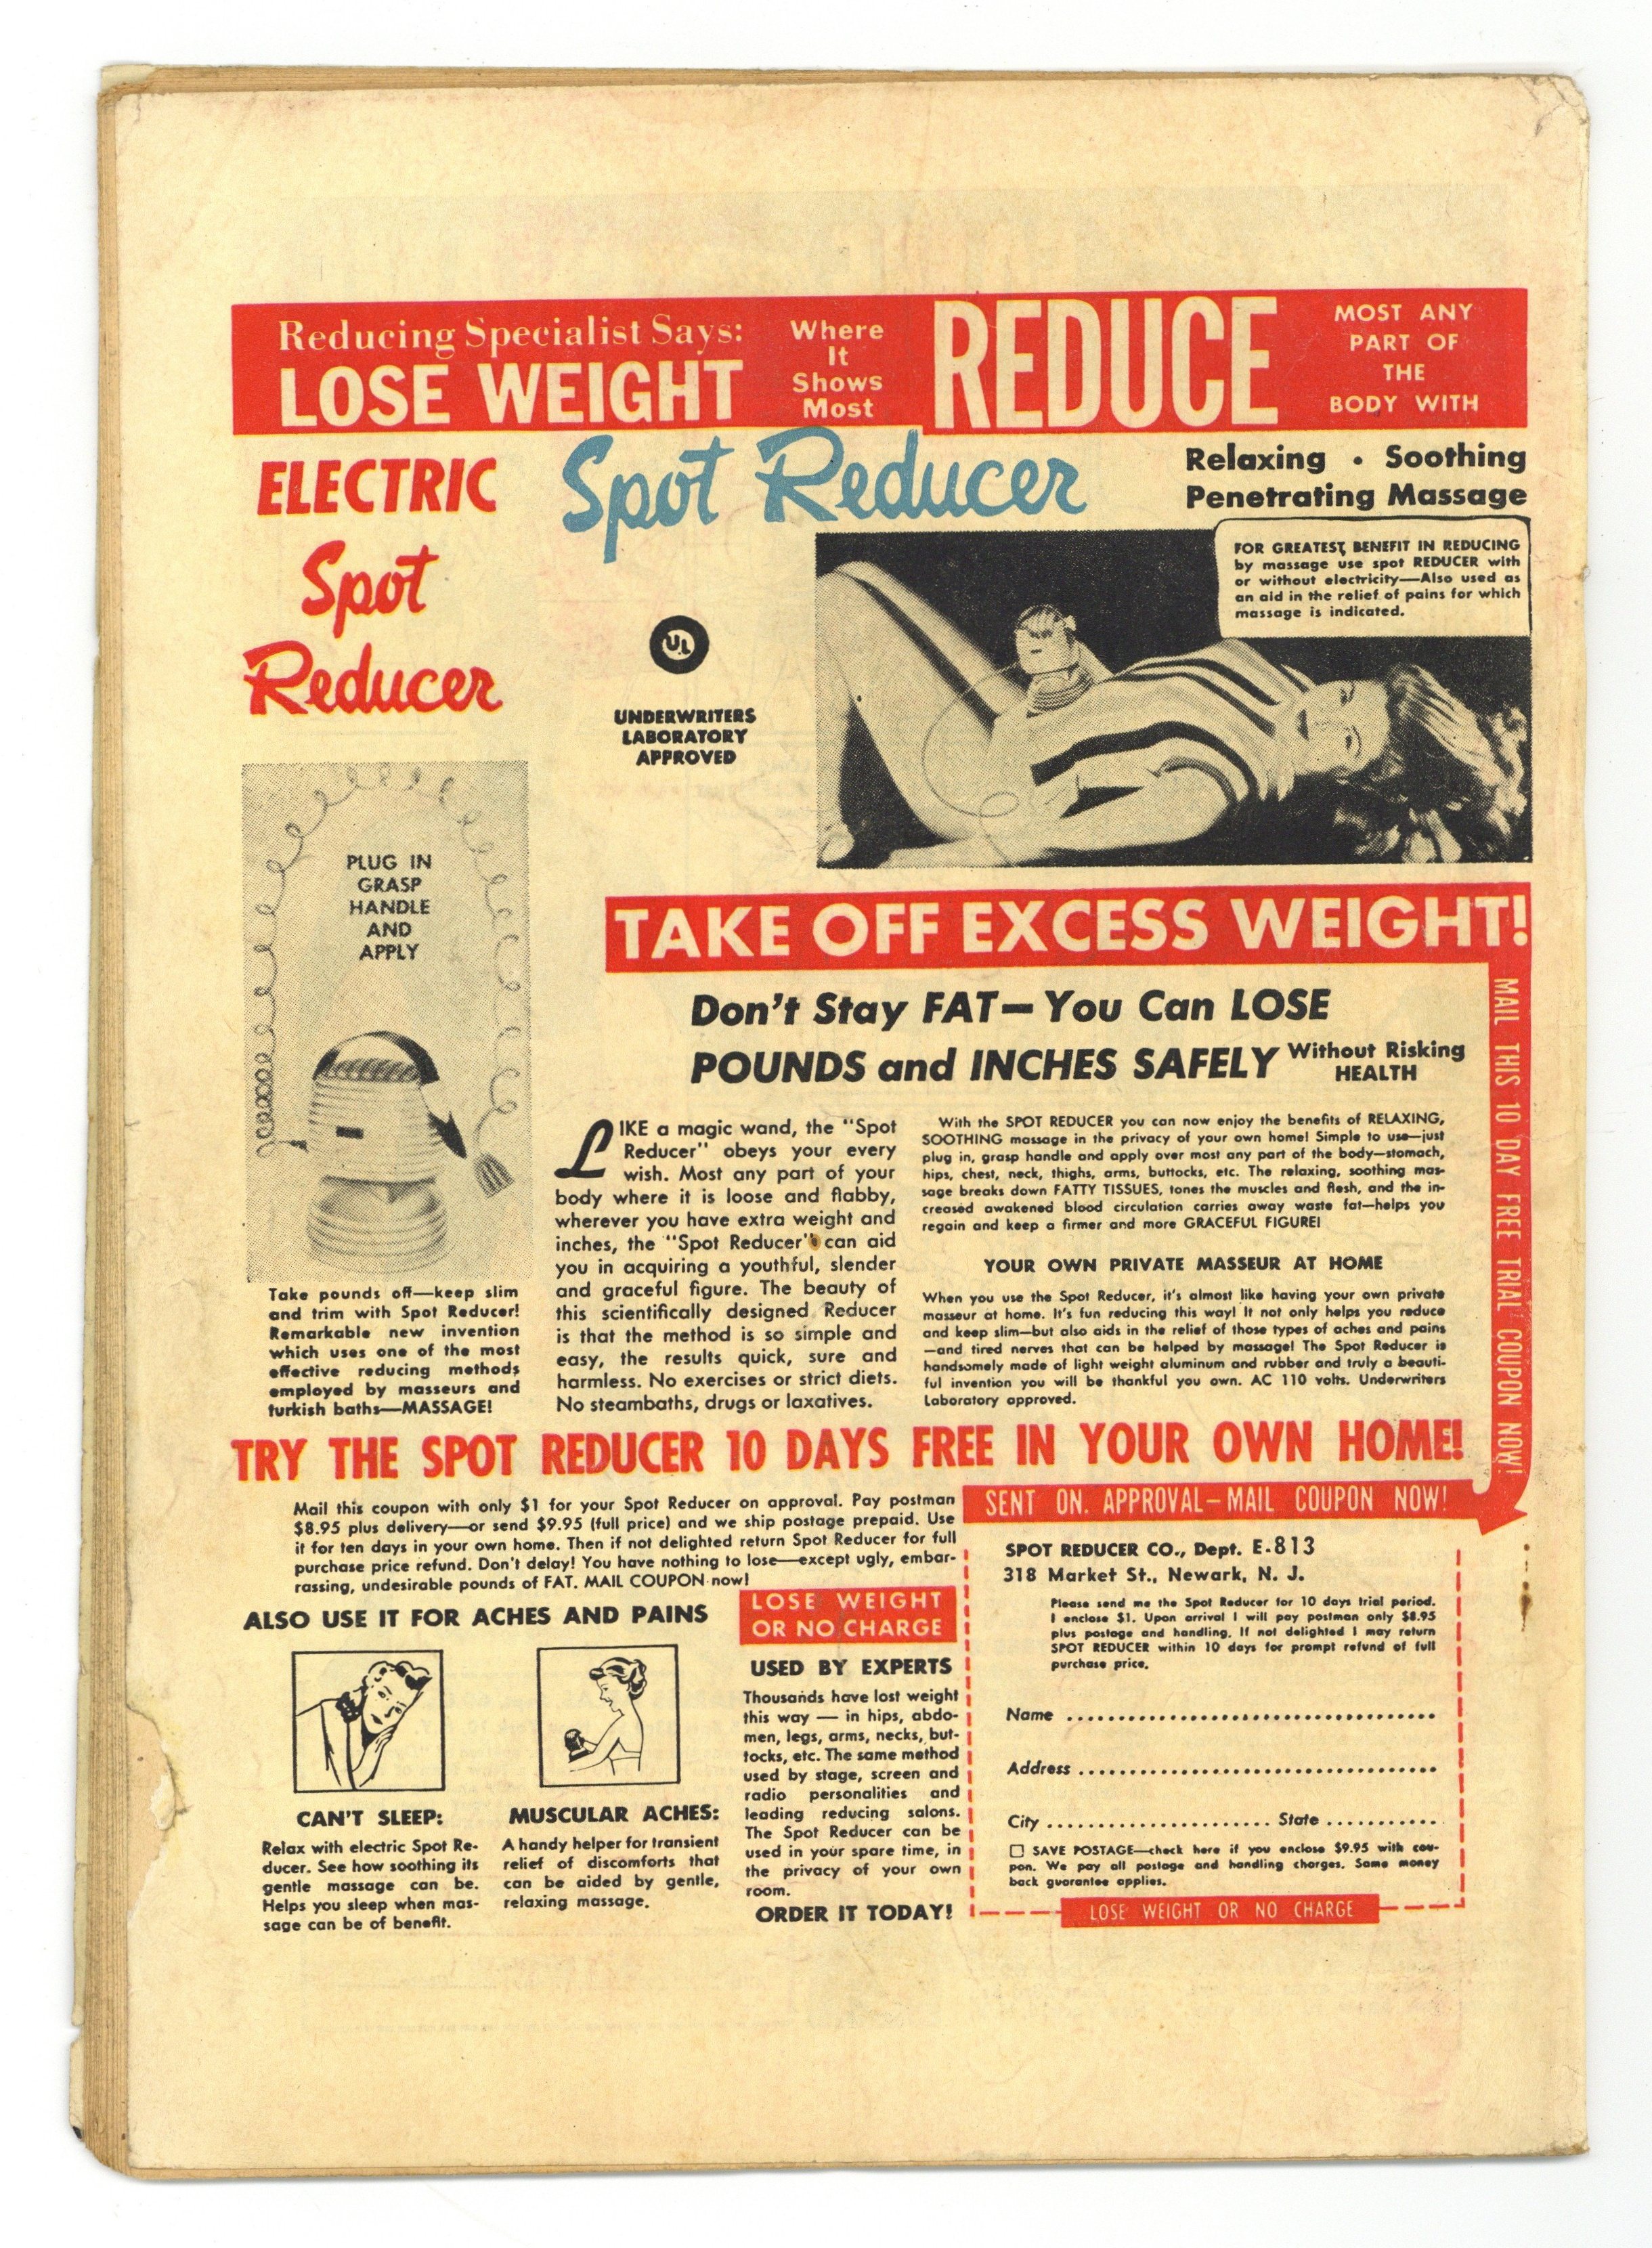 Reducing Specialist Says:
LOSE WEIGHT
Where
It
Shows
Most
REDUCE
MOST ANY
PART OF
THE
BODY WITH
ELECTRIC
Spot
Reducer
Spot Reducer
Relaxing • Soothing
Penetrating Massage
UL
UNDERWRITERS
LABORATORY
APPROVED
FOR GREATEST BENEFIT IN REDUCING
by massage use spot REDUCER with
or without electricity—Also used as
an aid in the relief of pains for which
massage is indicated.
PLUG IN
GRASP
HANDLE
AND
APPLY
Take pounds off—keep slim
and trim with Spot Reducer!
Remarkable new invention
which uses one of the most
effective reducing methods
employed by masseurs and
turkish baths—MASSAGE!
TAKE OFF EXCESS WEIGHT!
Don't Stay FAT—You Can LOSE
POUNDS and INCHES SAFELY
Without Risking
HEALTH
LIKE a magic wand, the "Spot
Reducer" obeys your every
wish. Most any part of your
body where it is loose and flabby,
wherever you have extra weight and
inches, the "Spot Reducer" can aid
you in acquiring a youthful, slender
and graceful figure. The beauty of
this scientifically designed Reducer
is that the method is so simple and
easy, the results quick, sure and
harmless. No exercises or strict diets.
No steambaths, drugs or laxatives.
With the SPOT REDUCER you can now enjoy the benefits of RELAXING,
SOOTHING massage in the privacy of your own home! Simple to use—just
plug in, grasp handle and apply over most any part of the body—stomach,
hips, chest, neck, thighs, arms, buttocks, etc. The relaxing, soothing mas-
sage breaks down FATTY TISSUES, tones the muscles and flesh, and the in-
creased awakened blood circulation carries away waste fat—helps you
regain and keep a firmer and more GRACEFUL FIGURE!
YOUR OWN PRIVATE MASSEUR AT HOME
When you use the Spot Reducer, it's almost like having your own private
masseur at home. It's fun reducing this way! It not only helps you reduce
and keep slim—but also aids in the relief of those types of aches and pains
—and tired nerves that can be helped by massage! The Spot Reducer is
handsomely made of light weight aluminum and rubber and truly a beauti-
ful invention you will be thankful you own. AC 110 volts. Underwriters
Laboratory approved.
MAIL THIS 10 DAY FREE TRIAL COUPON NOW!
TRY THE SPOT REDUCER 10 DAYS FREE IN YOUR OWN HOME!
Mail this coupon with only $1 for your Spot Reducer on approval. Pay postman
$8.95 plus delivery—or send $9.95 (full price) and we ship postage prepaid. Use
it for ten days in your own home. Then if not delighted return Spot Reducer for full
purchase price refund. Don't delay! You have nothing to lose—except ugly, embar-
rassing, undesirable pounds of FAT. MAIL COUPON now!
ALSO USE IT FOR ACHES AND PAINS
CAN'T SLEEP:
Relax with electric Spot Re-
ducer. See how soothing its
gentle massage can be.
Helps you sleep when mas-
sage can be of benefit.
MUSCULAR ACHES:
A handy helper for transient
relief of discomforts that
can be aided by gentle,
relaxing massage.
LOSE WEIGHT
OR NO CHARGE
USED BY EXPERTS
Thousands have lost weight
this way — in hips, abdo-
men, legs, arms, necks, but-
tocks, etc. The same method
used by stage, screen and
radio personalities and
leading reducing salons.
The Spot Reducer can be
used in your spare time, in
the privacy of your own
room.
ORDER IT TODAY!
SENT ON. APPROVAL—MAIL COUPON NOW!
SPOT REDUCER CO., Dept. E-813
318 Market St., Newark, N. J.
Please send me the Spot Reducer for 10 days trial period.
I enclose $1. Upon arrival I will pay postman only $8.95
plus postage and handling. If not delighted I may return
SPOT REDUCER within 10 days for prompt refund of full
purchase price.
Name ....................................
Address ...................................
City ....................... State ............
☐ SAVE POSTAGE—check here if you enclose $9.95 with cou-
pon. We pay all postage and handling charges. Same money
back guarantee applies.
LOSE WEIGHT OR NO CHARGE